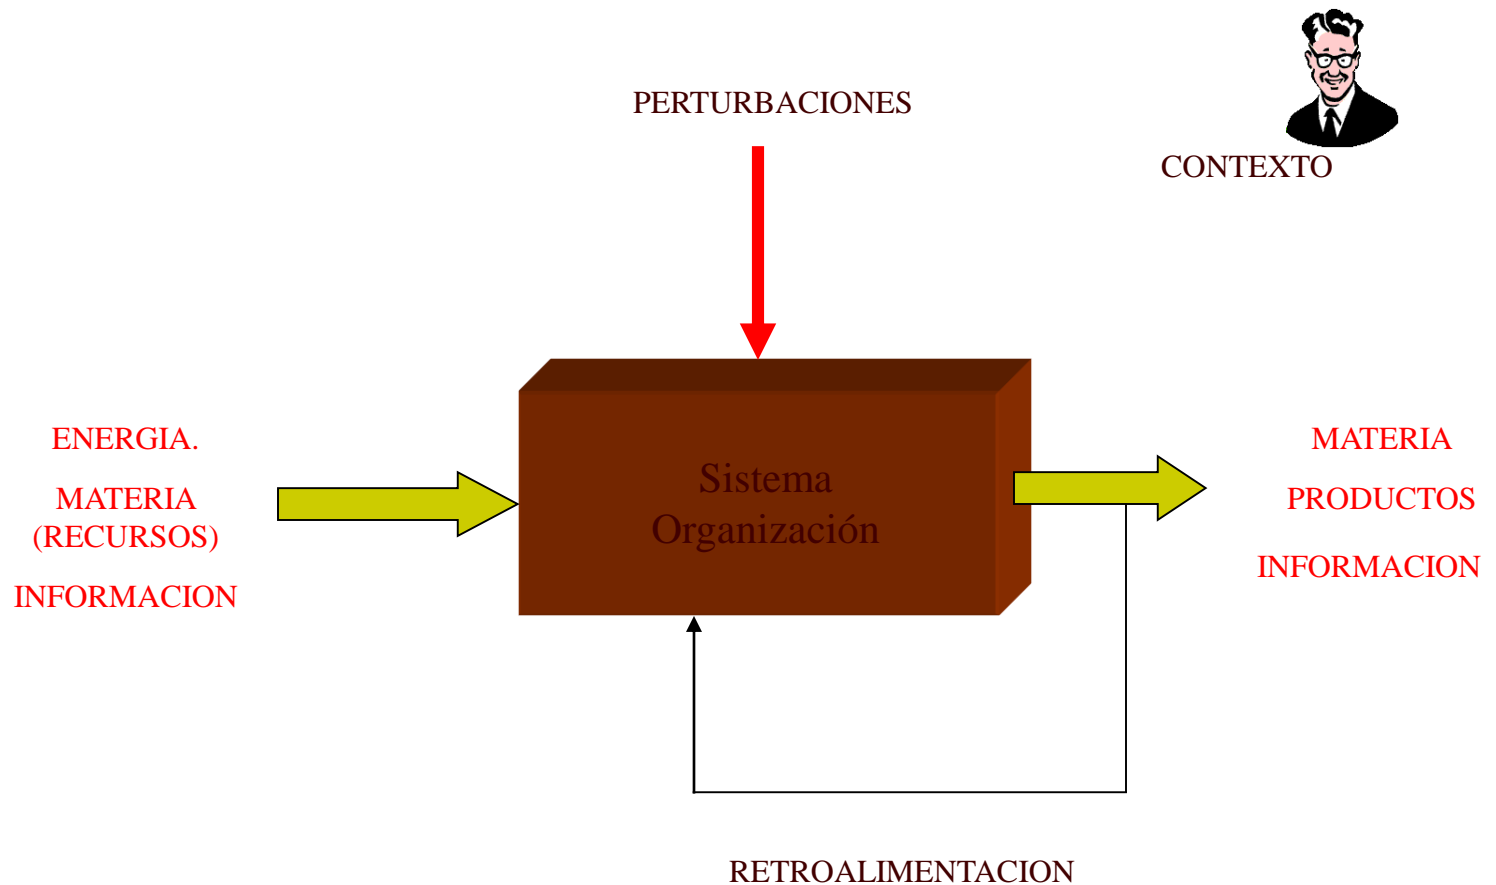 PERTURBACIONES
CONTEXTO
ENERGIA.
MATERIA
(RECURSOS)
INFORMACION
Sistema
Organización
MATERIA
PRODUCTOS
INFORMACION
RETROALIMENTACION